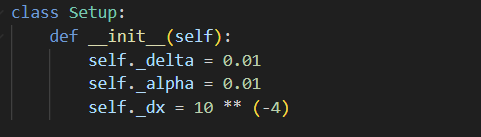 class Setup:
    def __init__(self):
        self._delta = 0.01
        self._alpha = 0.01
        self._dx = 10 ** (-4)